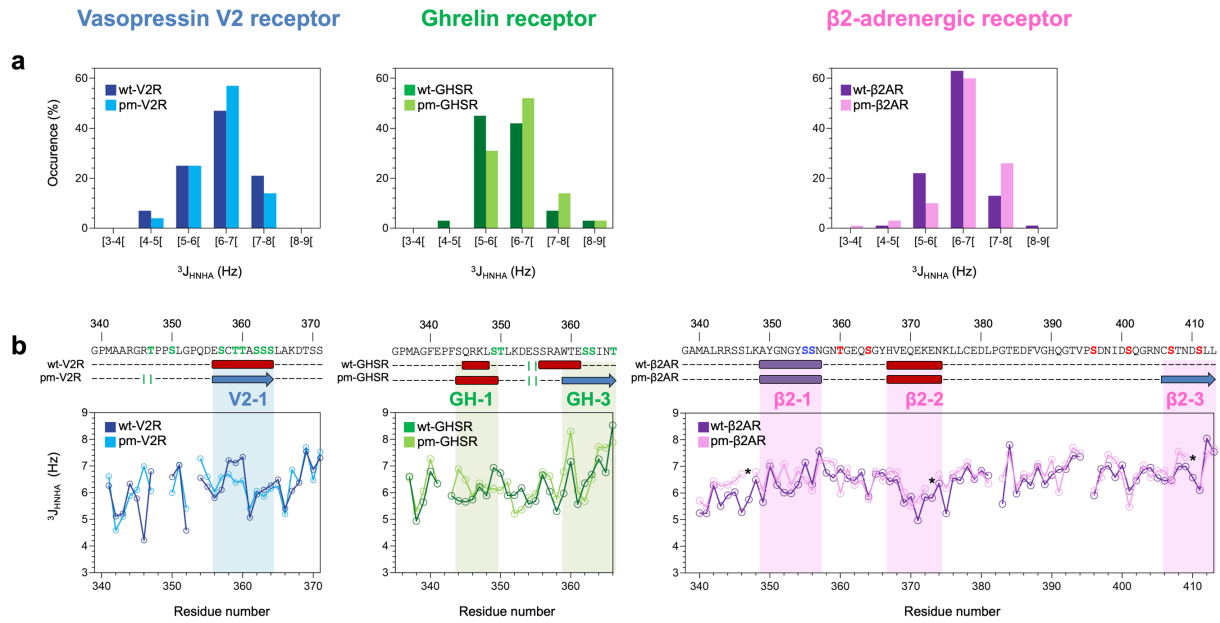 Vasopressin V2 receptor
Ghrelin receptor
β2-adrenergic receptor
a
Occurence (%)
60
40
20
0
wt-V2R
pm-V2R
[3-4[ [4-5[ [5-6[ [6-7[ [7-8[ [8-9[
³J_HNHA (Hz)
60
40
20
0
wt-GHSR
pm-GHSR
[3-4[ [4-5[ [5-6[ [6-7[ [7-8[ [8-9[
³J_HNHA (Hz)
60
40
20
0
wt-β2AR
pm-β2AR
[3-4[ [4-5[ [5-6[ [6-7[ [7-8[ [8-9[
³J_HNHA (Hz)
b
340 350 360 370
GPMAARGRTPPSLGPQDESCTTASSSLAKDTSS
wt-V2R
pm-V2R
V2-1
wt-V2R
pm-V2R
³J_HNHA (Hz)
9
8
7
6
5
4
3
340 350 360 370
Residue number
340 350 360
GPMAGFEPFSQRKLSTLKDESSRAWTESSINT
wt-GHSR
pm-GHSR
GH-1 GH-3
wt-GHSR
pm-GHSR
9
8
7
6
5
4
3
340 350 360
Residue number
340 350 360 370 380 390 400 410
GAMALRRSSLKAYGNGYSSNGNTGEQSGYHVEQEKENKLLCEDLPGTEDFVGHQGTVPSDNIDSQGRNCSTNDSLL
wt-β2AR
pm-β2AR
β2-1 β2-2 β2-3
wt-β2AR
pm-β2AR
* * *
9
8
7
6
5
4
3
340 350 360 370 380 390 400 410
Residue number